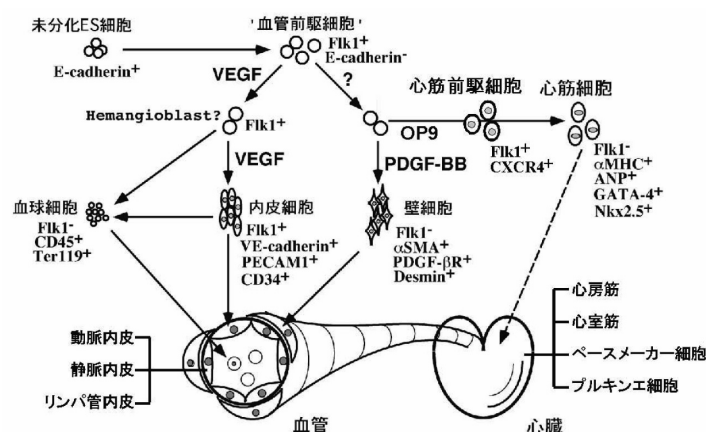 未分化ES細胞
E-cadherin⁺
'血管前駆細胞'
Flk1⁺
E-cadherin⁻
VEGF
?
Hemangioblast?
Flk1⁺
VEGF
OP9
PDGF-BB
心筋前駆細胞
Flk1⁺
CXCR4⁺
心筋細胞
Flk1⁻
αMHC⁺
ANP⁺
GATA-4⁺
Nkx2.5⁺
血球細胞
Flk1⁻
CD45⁺
Ter119⁺
内皮細胞
Flk1⁺
VE-cadherin⁺
PECAM1⁺
CD34⁺
壁細胞
Flk1⁻
αSMA⁺
PDGF-βR⁺
Desmin⁺
動脈内皮
静脈内皮
リンパ管内皮
血管
心臓
心房筋
心室筋
ペースメーカー細胞
プルキンエ細胞